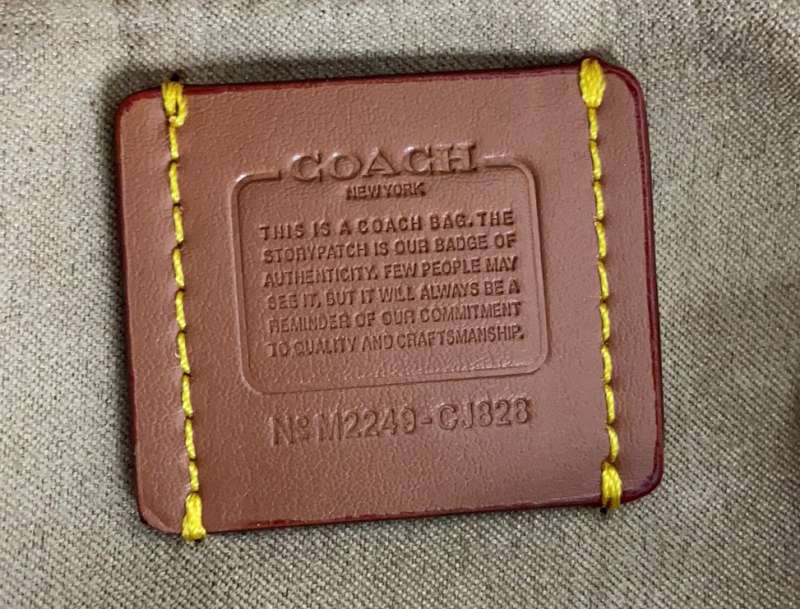 COACH
NEW YORK
THIS IS A COACH BAG. THE
STORYPATCH IS OUR BADGE OF
AUTHENTICITY. FEW PEOPLE MAY
SEE IT, BUT IT WILL ALWAYS BE A
REMINDER OF OUR COMMITMENT
TO QUALITY AND CRAFTSMANSHIP.
Nº M2249-CJ828